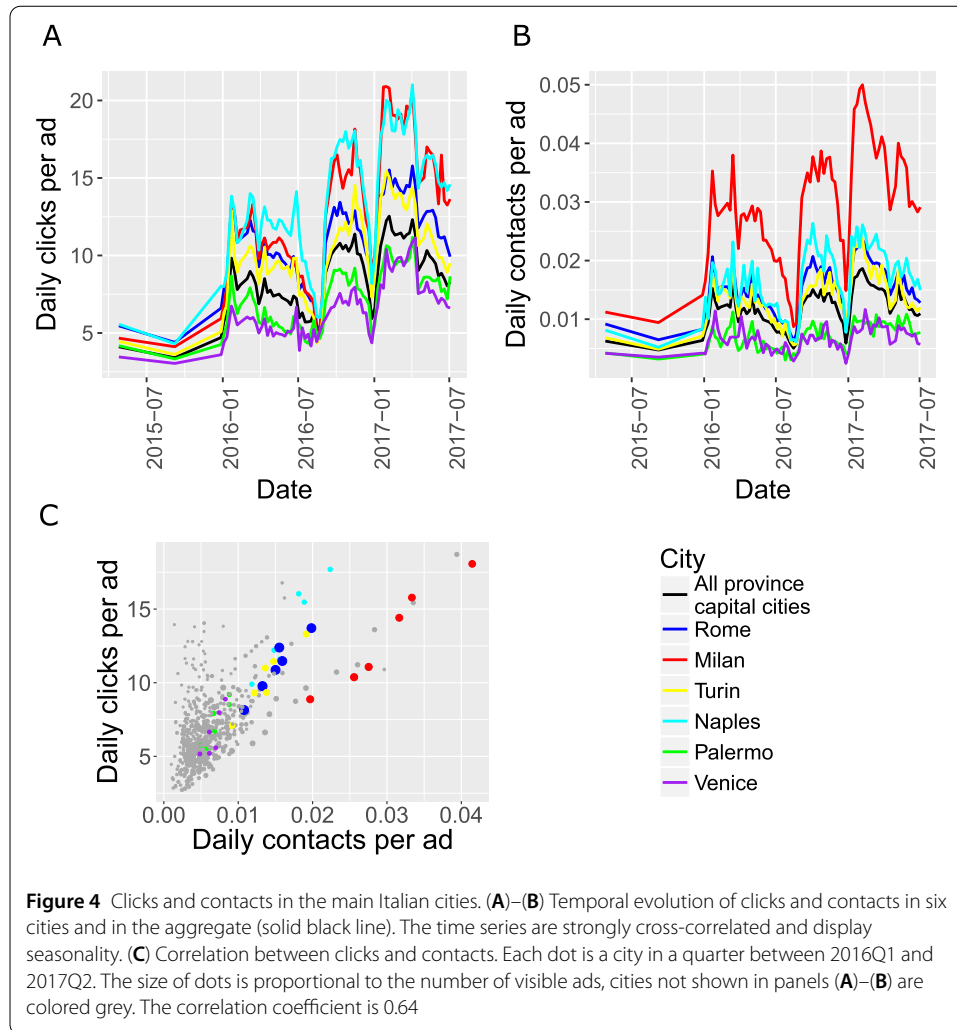 A
B
Daily clicks per ad
20
15
10
5
2015-07
2016-01
2016-07
2017-01
2017-07
Date
Daily contacts per ad
0.05
0.04
0.03
0.02
0.01
2015-07
2016-01
2016-07
2017-01
2017-07
Date
C
Daily clicks per ad
15
10
5
0.00
0.01
0.02
0.03
0.04
Daily contacts per ad
City
All province
capital cities
Rome
Milan
Turin
Naples
Palermo
Venice
Figure 4 Clicks and contacts in the main Italian cities. (A)–(B) Temporal evolution of clicks and contacts in six
cities and in the aggregate (solid black line). The time series are strongly cross-correlated and display
seasonality. (C) Correlation between clicks and contacts. Each dot is a city in a quarter between 2016Q1 and
2017Q2. The size of dots is proportional to the number of visible ads, cities not shown in panels (A)–(B) are
colored grey. The correlation coefficient is 0.64